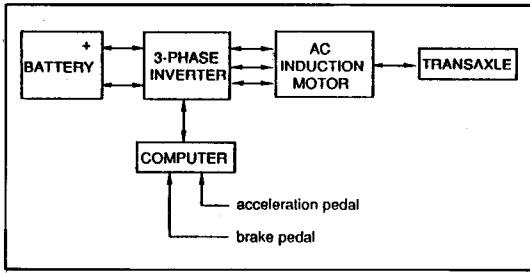 +
BATTERY
3-PHASE
INVERTER
AC
INDUCTION
MOTOR
TRANSAXLE
COMPUTER
acceleration pedal
brake pedal